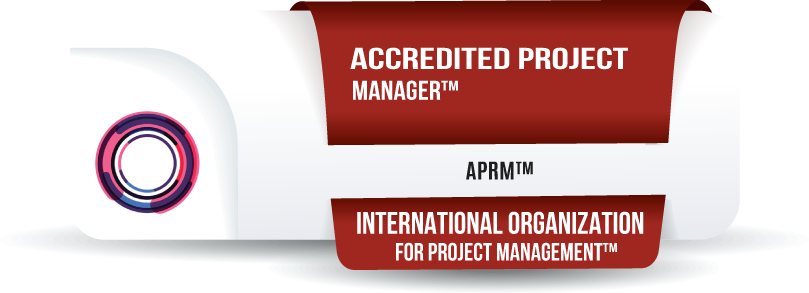 ACCREDITED PROJECT
MANAGER™
APRM™
INTERNATIONAL ORGANIZATION
FOR PROJECT MANAGEMENT™